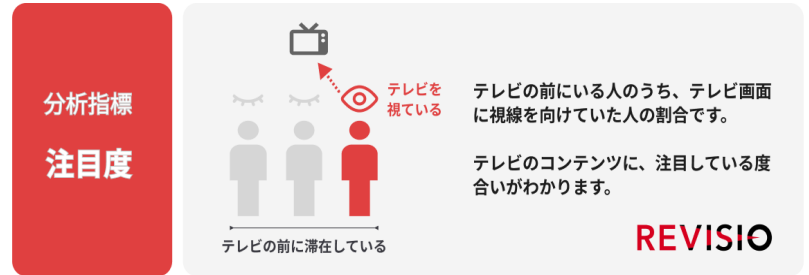 分析指標
注目度
テレビを
視ている
テレビの前に滞在している
テレビの前にいる人のうち、テレビ画面
に視線を向けていた人の割合です。
テレビのコンテンツに、注目している度
合いがわかります。
REVISIO